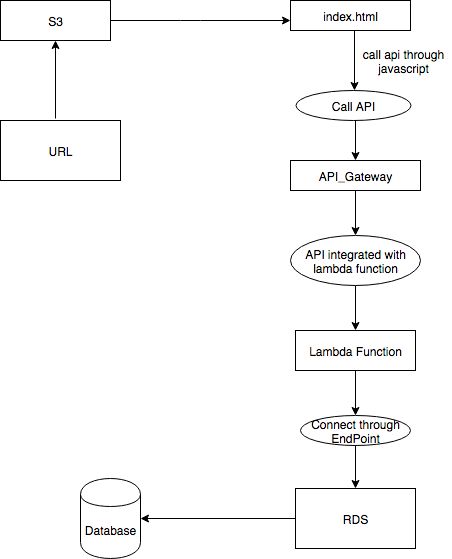 S3
index.html
call api through
javascript
Call API
URL
API_Gateway
API integrated with
lambda function
Lambda Function
Connect through
EndPoint
RDS
Database